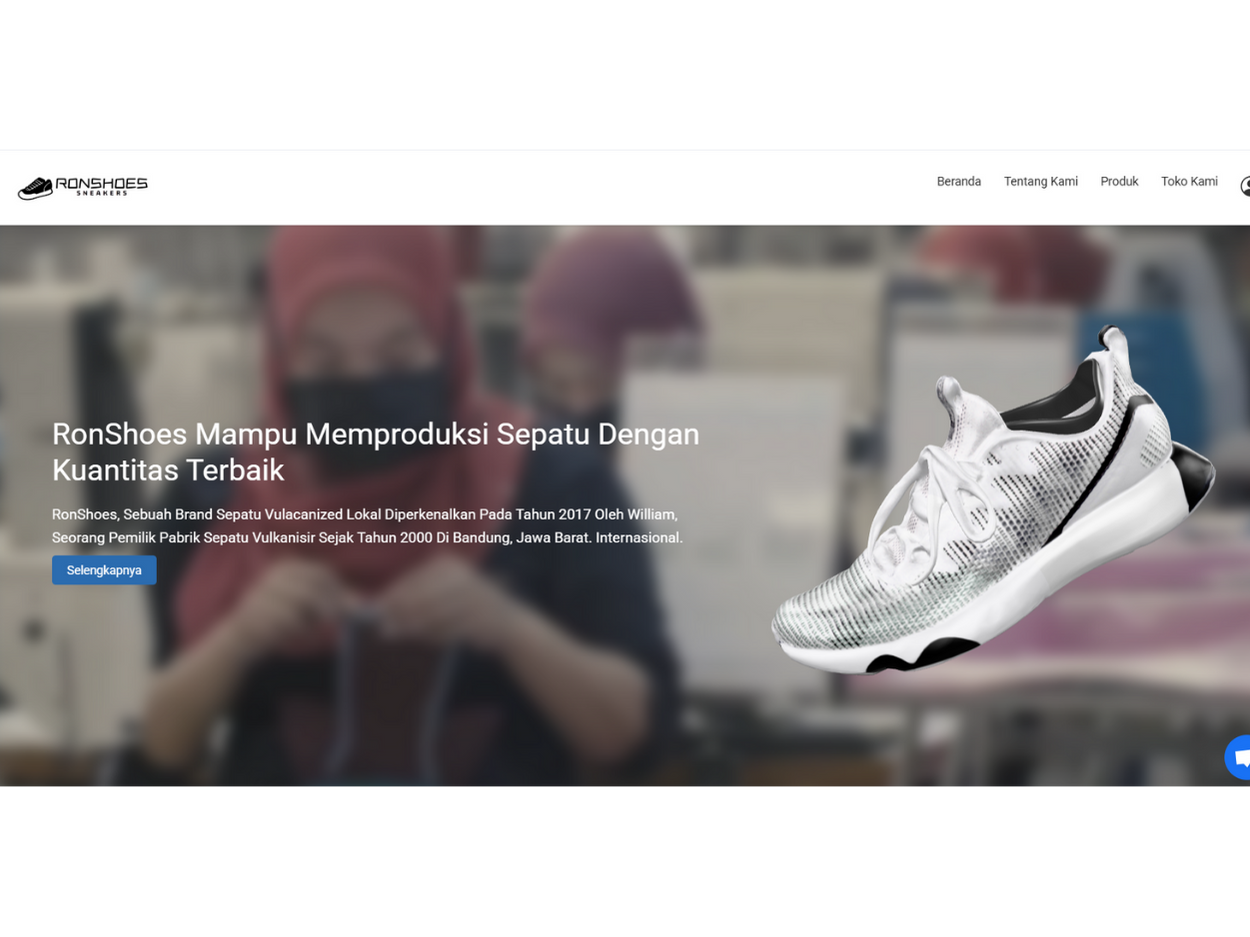 RONSHOES
SNEAKERS
Beranda
Tentang Kami
Produk
Toko Kami
RonShoes Mampu Memproduksi Sepatu Dengan
Kuantitas Terbaik
RonShoes, Sebuah Brand Sepatu Vulacanized Lokal Diperkenalkan Pada Tahun 2017 Oleh William,
Seorang Pemilik Pabrik Sepatu Vulkanisir Sejak Tahun 2000 Di Bandung, Jawa Barat. Internasional.
Selengkapnya